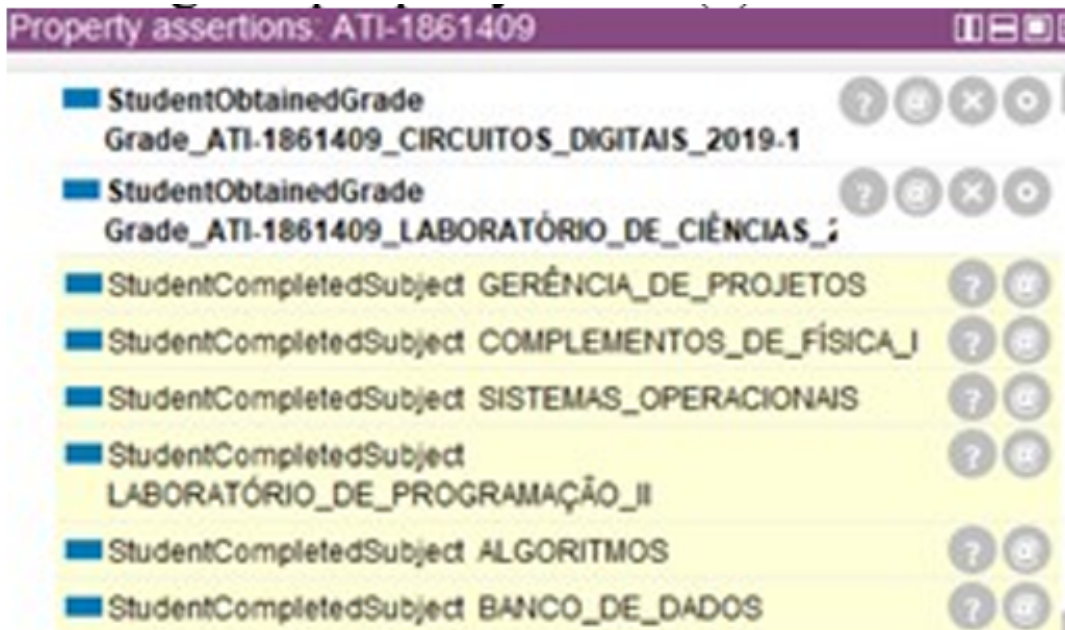 Property assertions: ATI-1861409
StudentObtainedGrade
Grade_ATI-1861409_CIRCUITOS_DIGITAIS_2019-1
StudentObtainedGrade
Grade_ATI-1861409_LABORATÓRIO_DE_CIÊNCIAS_2
StudentCompletedSubject GERÊNCIA_DE_PROJETOS
StudentCompletedSubject COMPLEMENTOS_DE_FÍSICA_I
StudentCompletedSubject SISTEMAS_OPERACIONAIS
StudentCompletedSubject
LABORATÓRIO_DE_PROGRAMAÇÃO_II
StudentCompletedSubject ALGORITMOS
StudentCompletedSubject BANCO_DE_DADOS